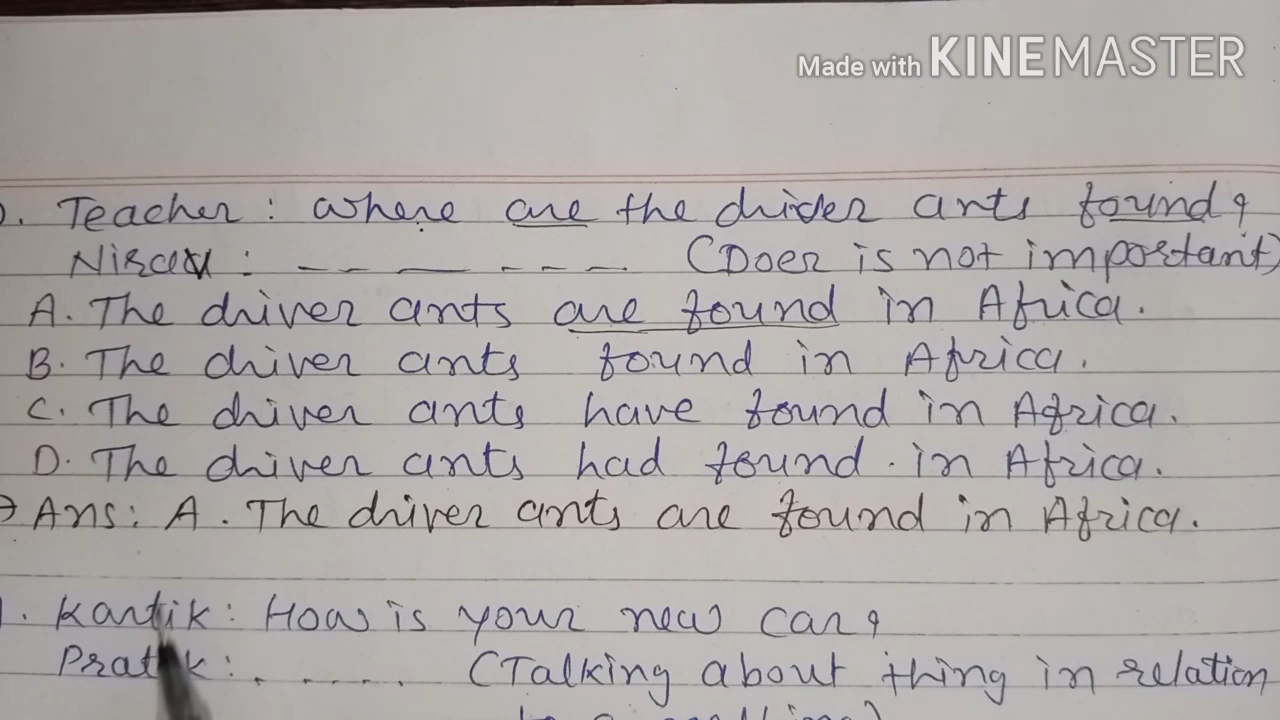 Made with KINEMASTER
. Teacher: where are the driver ants found?
Nirav: ( Doer is not important)
A. The driver ants are found in Africa.
B. The driver ants found in Africa.
C. The driver ants have found in Africa.
D. The driver ants had found in Africa.
→ Ans: A. The driver ants are found in Africa.
. Kartik: How is your new car?
Pratik: . . . . . . (Talking about thing in relation